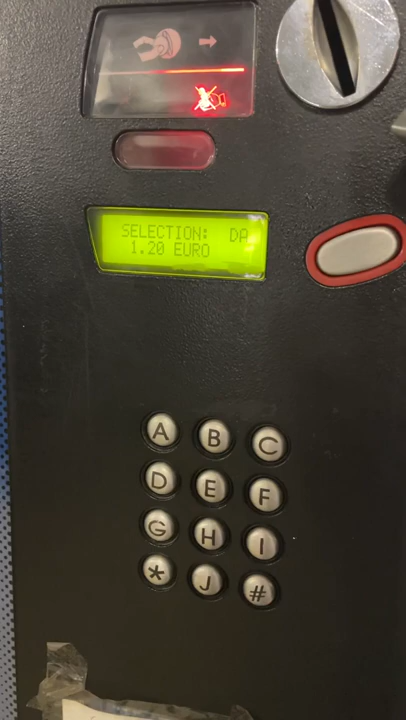 SELECTION: DA
1.20 EURO
A B C
D E F
G H I
* J #